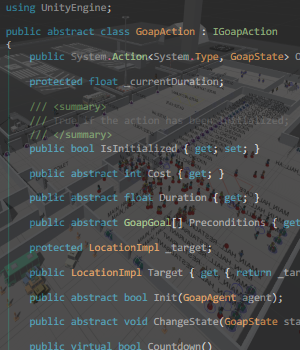 using UnityEngine;
public abstract class GoapAction : IGoapAction
{
public System.Action<System.Type, GoapState>
protected float _currentDuration;
/// <summary>
/// True if the action has been initialized;
/// </summary>
public bool IsInitialized { get; set; }
public abstract int Cost { get; }
public abstract float Duration { get; }
public abstract GoapGoal[] Preconditions { get
protected LocationImpl _target;
public LocationImpl Target { get { return _tar
public abstract bool Init(GoapAgent agent);
public abstract void ChangeState(GoapState sta
public virtual bool Countdown()